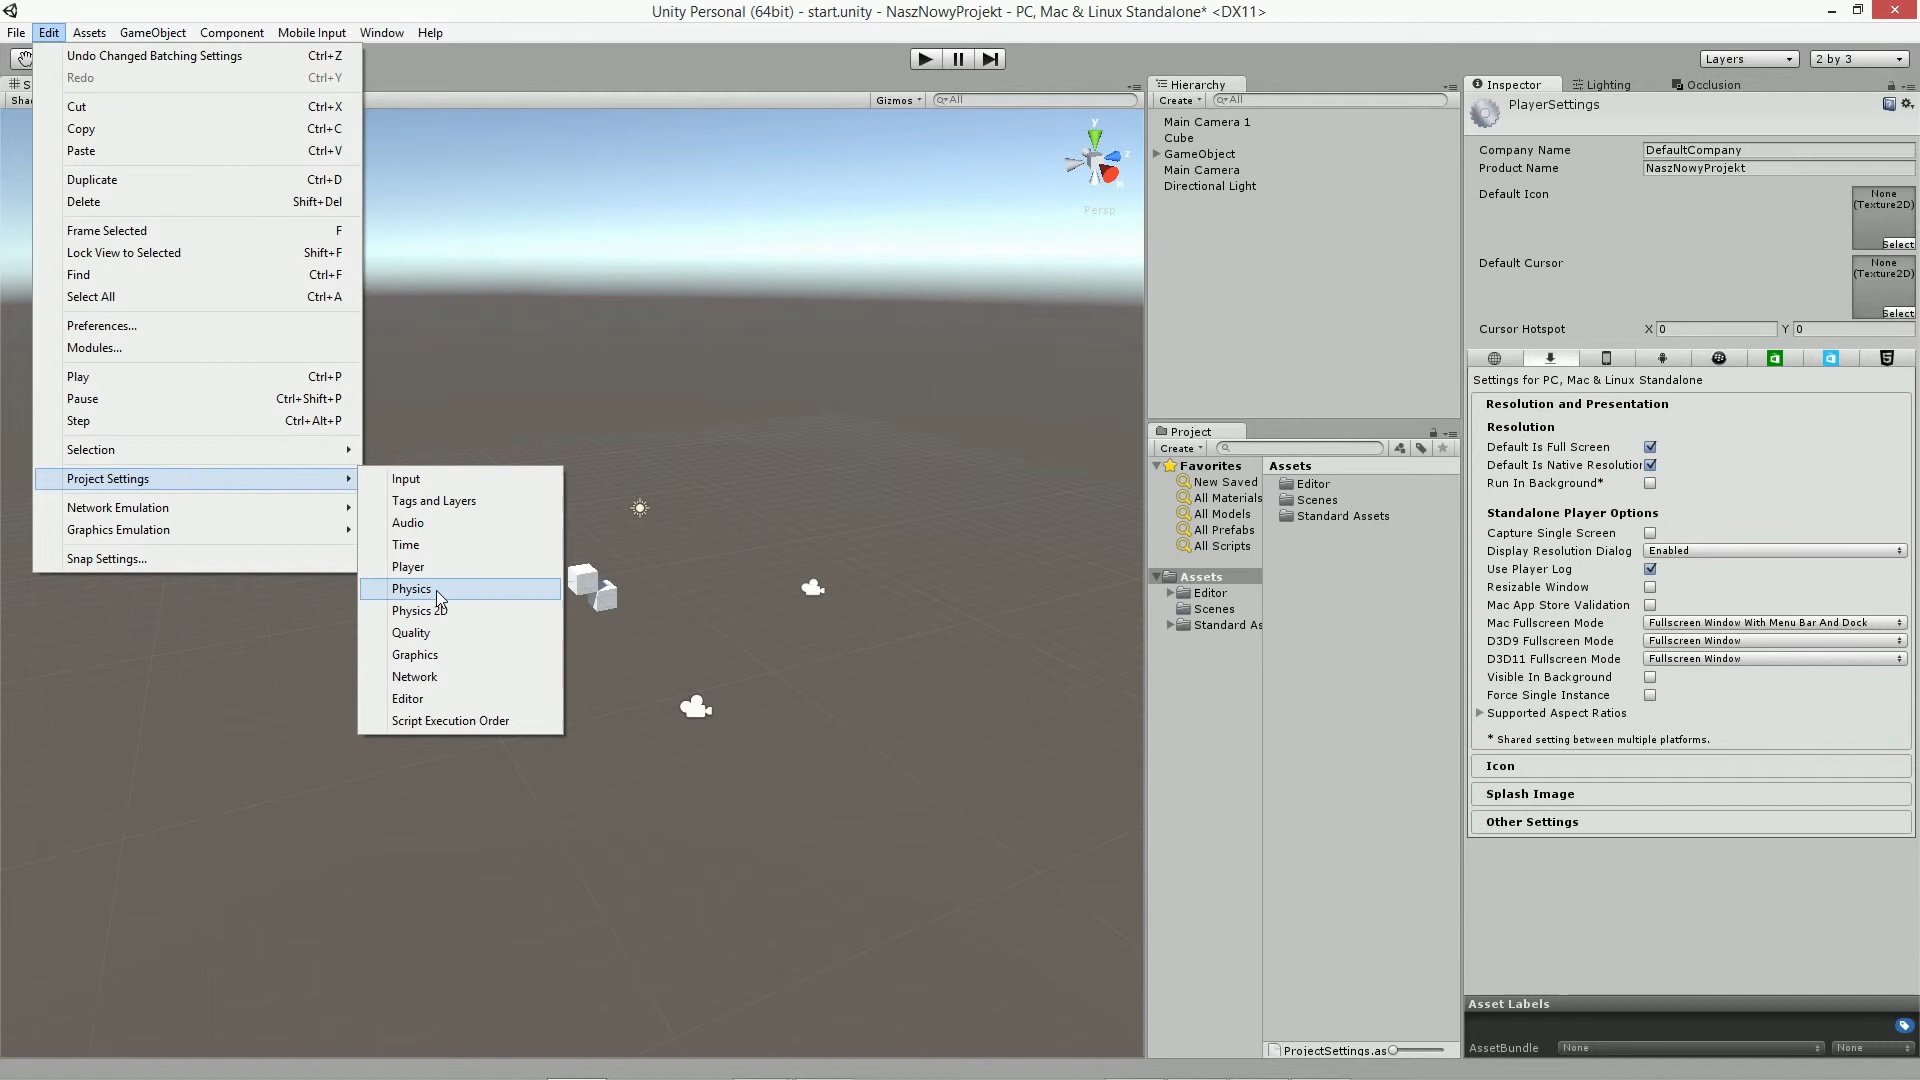 Unity Personal (64bit) - start.unity - NaszNowyProjekt - PC, Mac & Linux Standalone* <DX11>
File Edit Assets GameObject Component Mobile Input Window Help
Undo Changed Batching Settings Ctrl+Z
Redo Ctrl+Y
Cut Ctrl+X
Copy Ctrl+C
Paste Ctrl+V
Duplicate Ctrl+D
Delete Shift+Del
Frame Selected F
Lock View to Selected Shift+F
Find Ctrl+F
Select All Ctrl+A
Preferences...
Modules...
Play Ctrl+P
Pause Ctrl+Shift+P
Step Ctrl+Alt+P
Selection
Project Settings
Network Emulation
Graphics Emulation
Snap Settings...
Input
Tags and Layers
Audio
Time
Player
Physics
Physics 2D
Quality
Graphics
Network
Editor
Script Execution Order
Gizmos All
y
z
Persp
Layers 2 by 3
Hierarchy
Create All
Main Camera 1
Cube
GameObject
Main Camera
Directional Light
Project
Create
Favorites
New Saved
All Materials
All Models
All Prefabs
All Scripts
Assets
Editor
Scenes
Standard As
Assets
Editor
Scenes
Standard Assets
ProjectSettings.as
Inspector Lighting Occlusion
PlayerSettings
Company Name DefaultCompany
Product Name NaszNowyProjekt
Default Icon None (Texture2D) Select
Default Cursor None (Texture2D) Select
Cursor Hotspot X 0 Y 0
Settings for PC, Mac & Linux Standalone
Resolution and Presentation
Resolution
Default Is Full Screen
Default Is Native Resolution
Run In Background*
Standalone Player Options
Capture Single Screen
Display Resolution Dialog Enabled
Use Player Log
Resizable Window
Mac App Store Validation
Mac Fullscreen Mode Fullscreen Window With Menu Bar And Dock
D3D9 Fullscreen Mode Fullscreen Window
D3D11 Fullscreen Mode Fullscreen Window
Visible In Background
Force Single Instance
Supported Aspect Ratios
* Shared setting between multiple platforms.
Icon
Splash Image
Other Settings
Asset Labels
AssetBundle None None